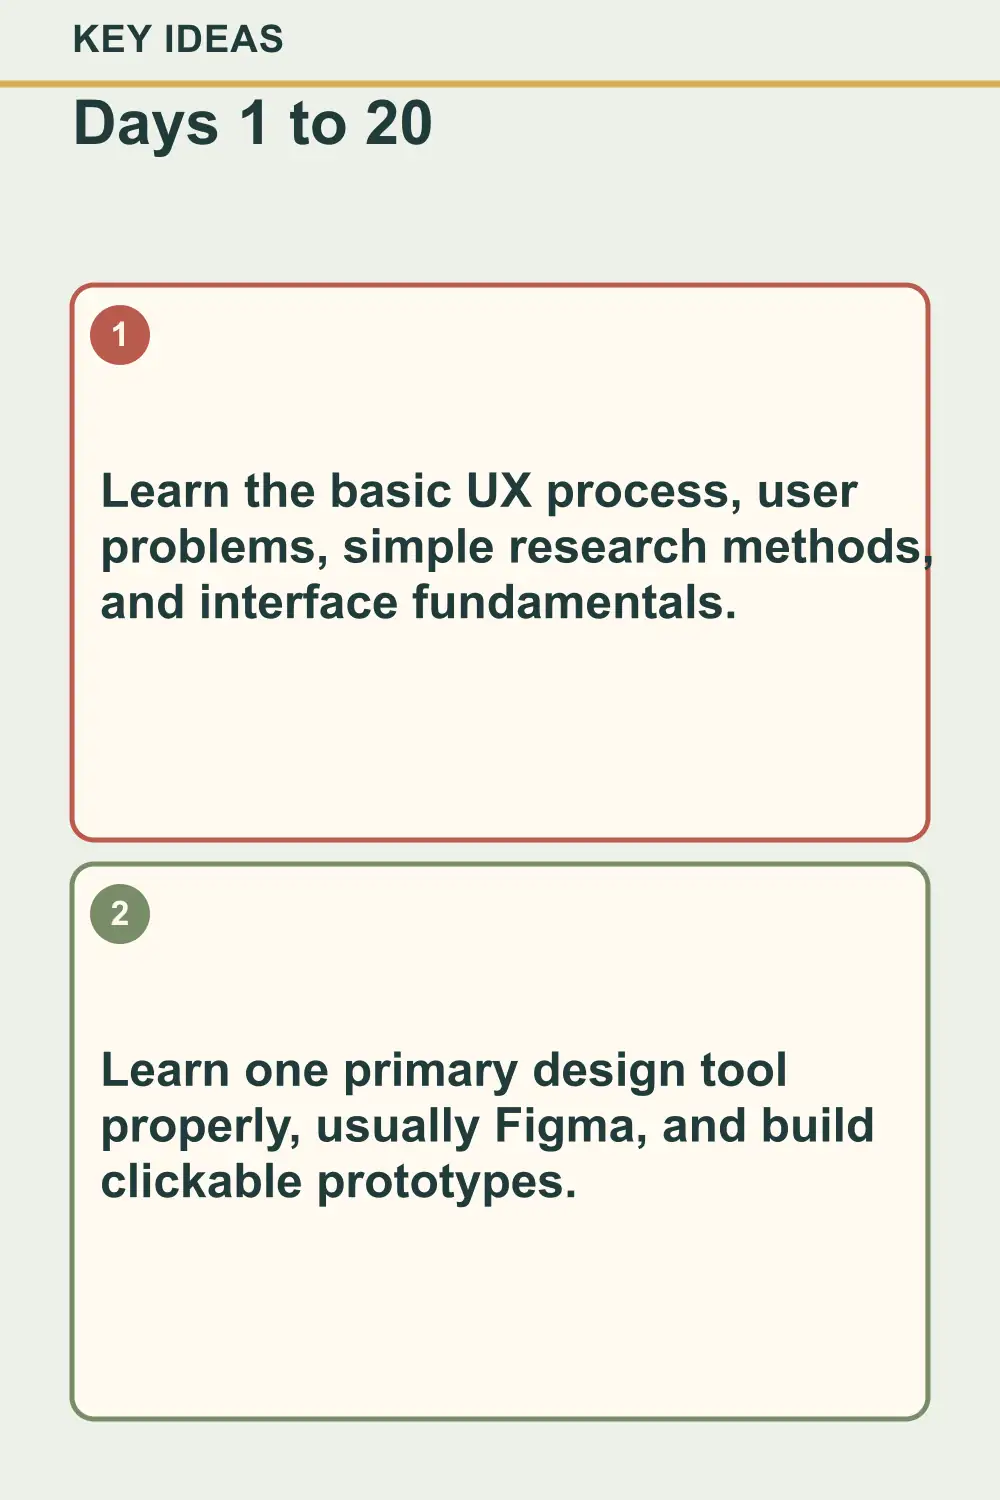 KEY IDEAS
Days 1 to 20
1
Learn the basic UX process, user
problems, simple research methods,
and interface fundamentals.
2
Learn one primary design tool
properly, usually Figma, and build
clickable prototypes.